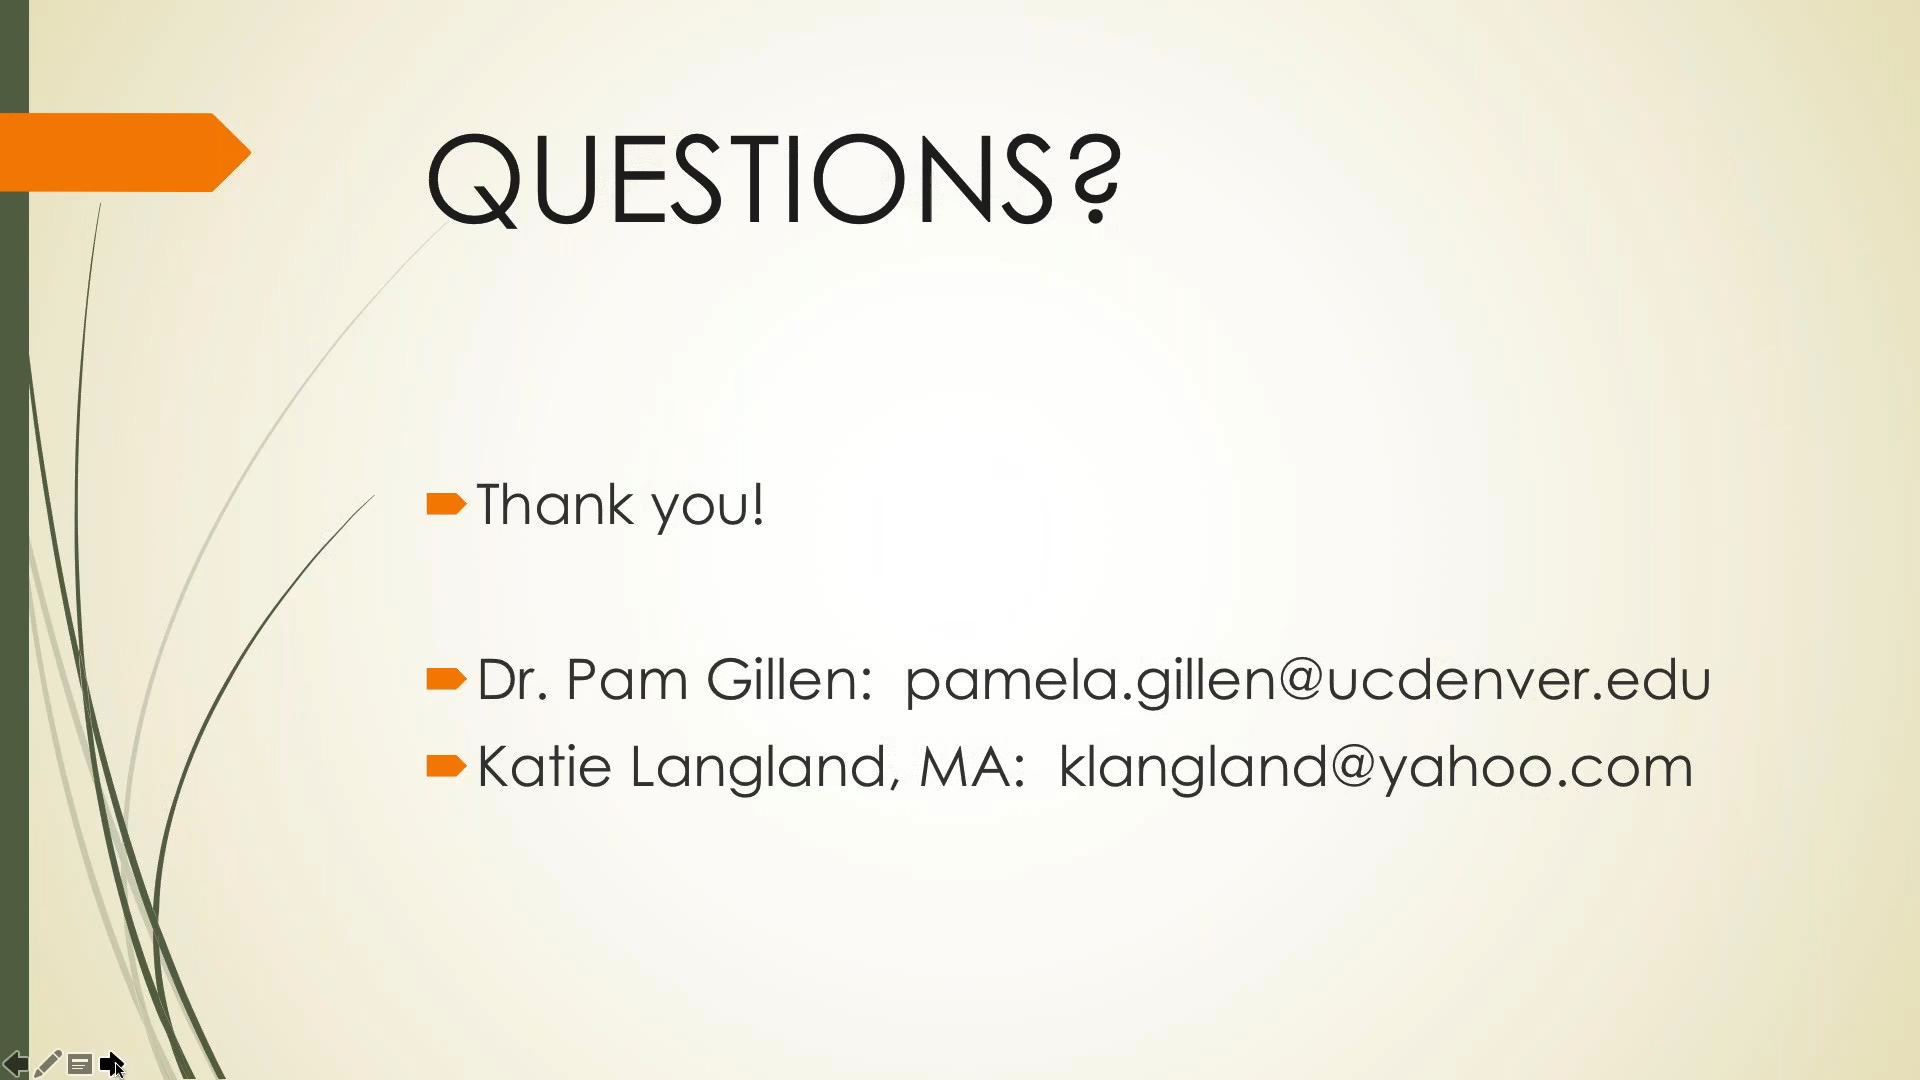 QUESTIONS?
Thank you!
Dr. Pam Gillen:  pamela.gillen@ucdenver.edu
Katie Langland, MA:  klangland@yahoo.com